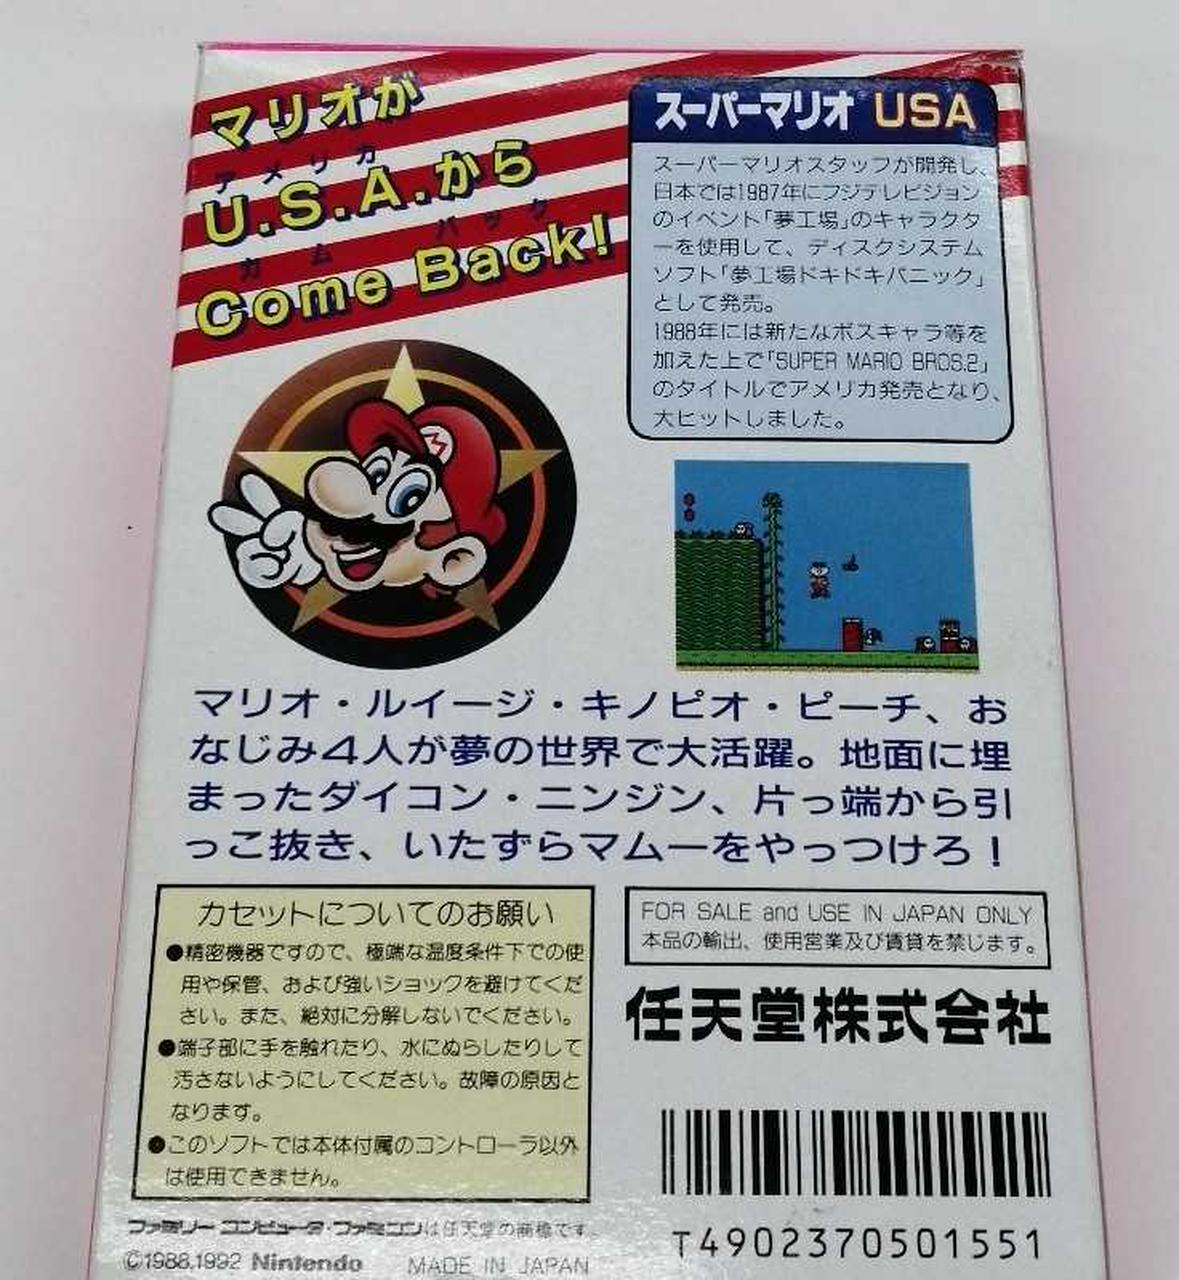 マリオが
アメリカ
U.S.A.から
カム バック
Come Back!
スーパーマリオ USA
スーパーマリオスタッフが開発し、
日本では1987年にフジテレビジョン
のイベント「夢工場」のキャラクタ
ーを使用して、ディスクシステム
ソフト「夢工場ドキドキパニック」
として発売。
1988年には新たなボスキャラ等を
加えた上で「SUPER MARIO BROS.2」
のタイトルでアメリカ発売となり、
大ヒットしました。
マリオ・ルイージ・キノピオ・ピーチ、お
なじみ4人が夢の世界で大活躍。地面に埋
まったダイコン・ニンジン、片っ端から引
っこ抜き、いたずらマムーをやっつけろ!
カセットについてのお願い
●精密機器ですので、極端な温度条件下での使
用や保管、および強いショックを避けてくだ
さい。また、絶対に分解しないでください。
●端子部に手を触れたり、水にぬらしたりして
汚さないようにしてください。故障の原因と
なります。
●このソフトでは本体付属のコントローラ以外
は使用できません。
FOR SALE and USE IN JAPAN ONLY
本品の輸出、使用営業及び賃貸を禁じます。
任天堂株式会社
T4902370501551
ファミリーコンピュータ・ファミコンは任天堂の商標です。
©1988,1992 Nintendo MADE IN JAPAN